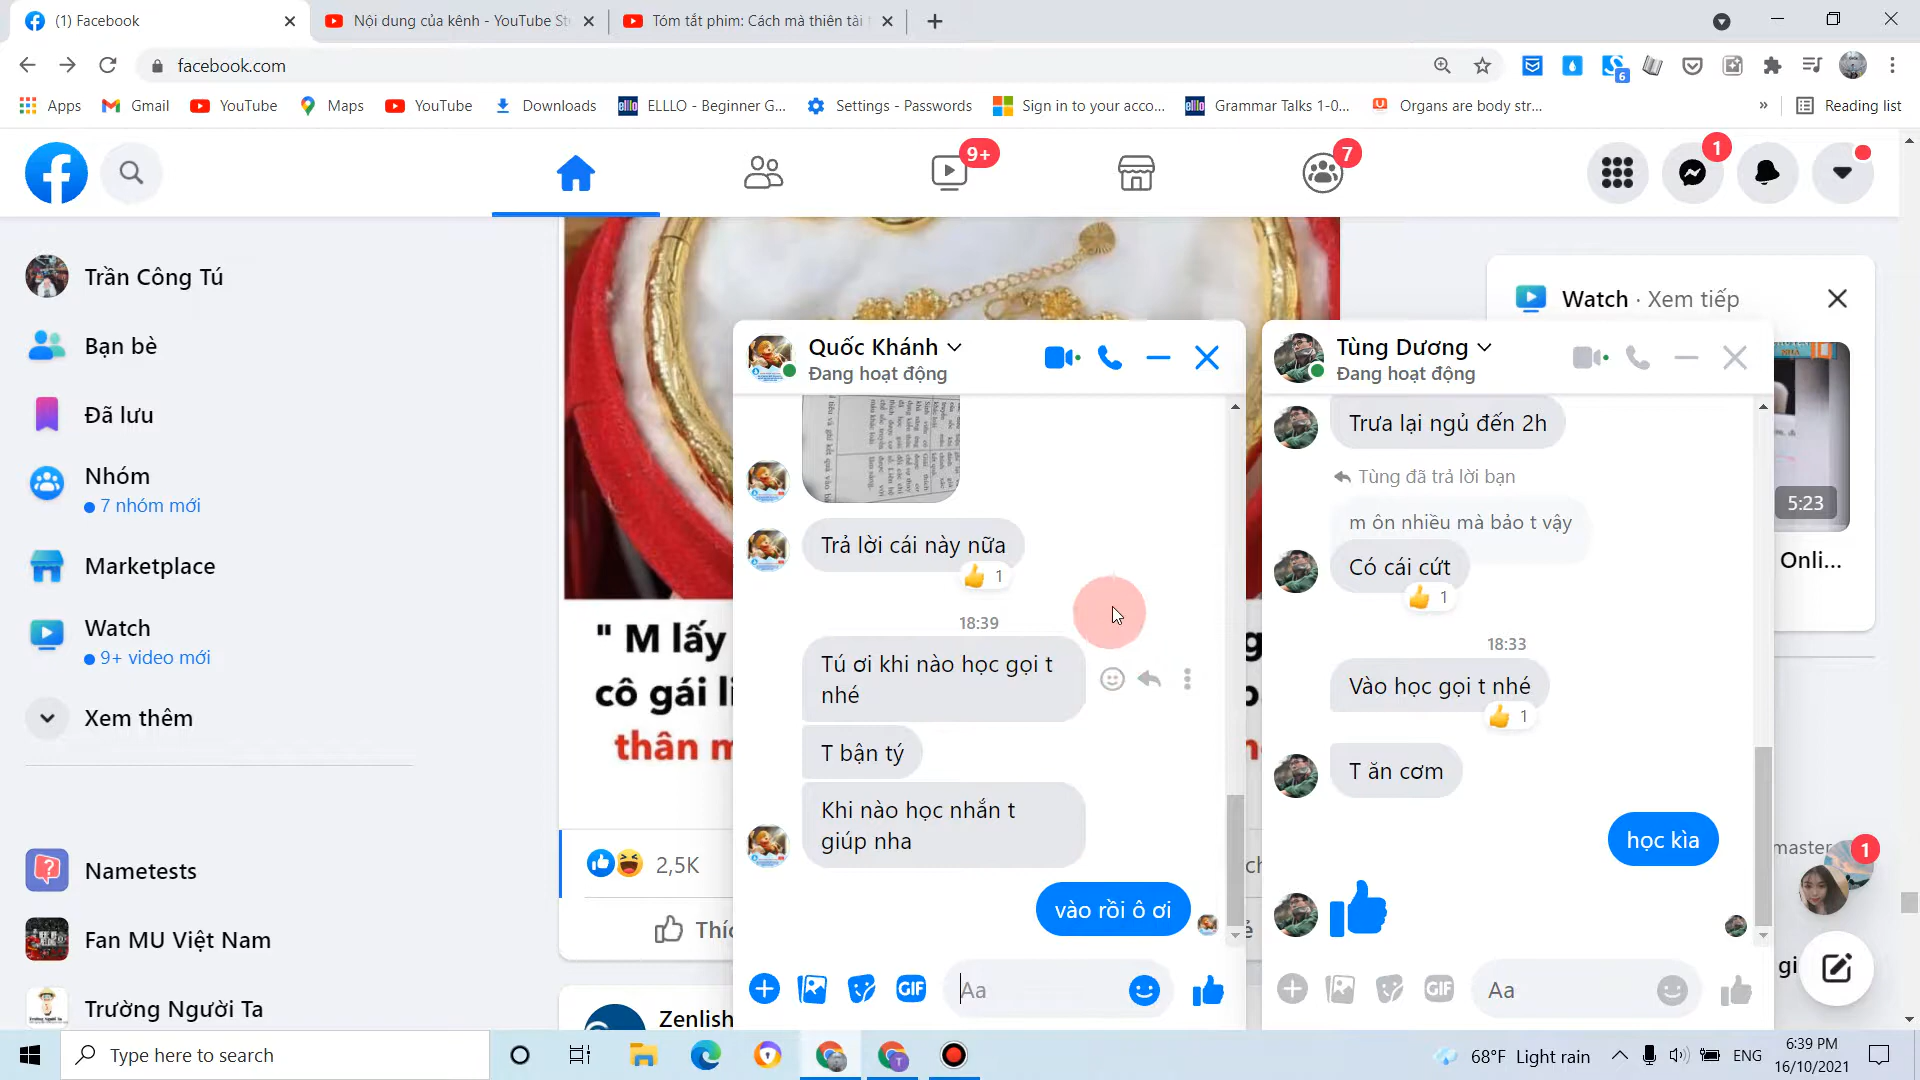 (1) Facebook
Nội dung của kênh - YouTube St
Tóm tắt phim: Cách mà thiên tài
facebook.com
6
Apps
Gmail
YouTube
Maps
YouTube
Downloads
ELLLO - Beginner G...
Settings - Passwords
Sign in to your acco...
Grammar Talks 1-0...
Organs are body str...
»
Reading list
9+
7
1
Trần Công Tú
Bạn bè
Đã lưu
Nhóm
7 nhóm mới
Marketplace
Watch
9+ video mới
Xem thêm
Nametests
Fan MU Việt Nam
Trường Người Ta
" M lấy
cô gái li
thân m
2,5K
Thíc
Zenlish
Quốc Khánh
Đang hoạt động
Trả lời cái này nữa
1
18:39
Tú ơi khi nào học gọi t
nhé
T bận tý
Khi nào học nhắn t
giúp nha
vào rồi ô ơi
GIF
Aa
Tùng Dương
Đang hoạt động
Trưa lại ngủ đến 2h
Tùng đã trả lời bạn
m ôn nhiều mà bảo t vậy
Có cái cứt
1
18:33
Vào học gọi t nhé
1
T ăn cơm
học kìa
GIF
Aa
Watch · Xem tiếp
5:23
Onli...
master
1
gi
Type here to search
68°F Light rain
ENG
6:39 PM
16/10/2021